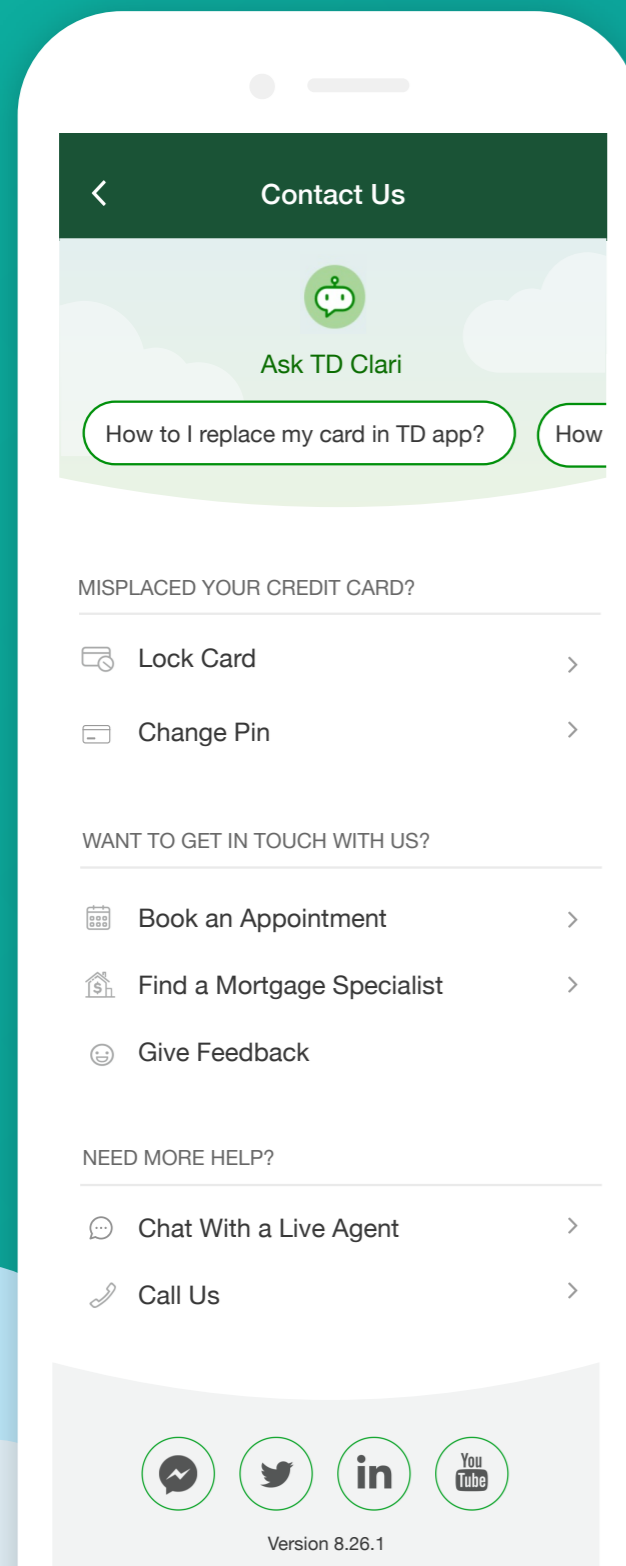 Contact Us
Ask TD Clari
How to I replace my card in TD app?
How
MISPLACED YOUR CREDIT CARD?
Lock Card
Change Pin
WANT TO GET IN TOUCH WITH US?
Book an Appointment
Find a Mortgage Specialist
Give Feedback
NEED MORE HELP?
Chat With a Live Agent
Call Us
in
You
Tube
Version 8.26.1